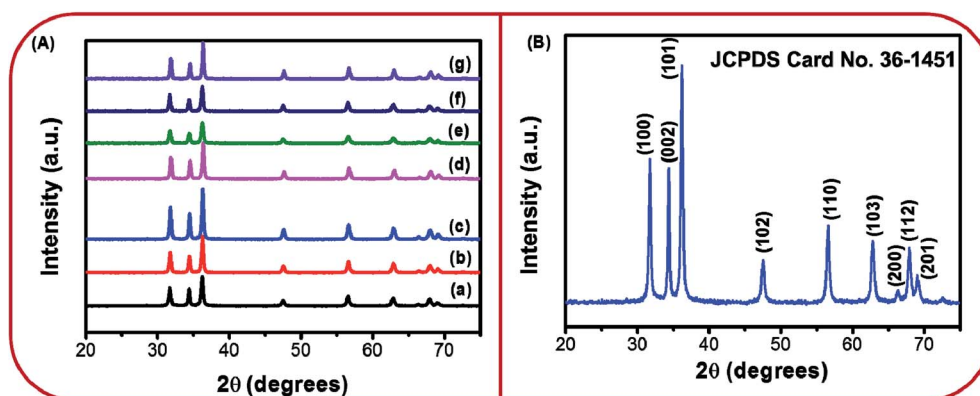 (A)
(g)
(f)
(e)
(d)
(c)
(b)
(a)
Intensity (a.u.)
20 30 40 50 60 70
2θ (degrees)
(B)
JCPDS Card No. 36-1451
(100)
(002)
(101)
(102)
(110)
(103)
(200)
(112)
(201)
Intensity (a.u.)
20 30 40 50 60 70
2θ (degrees)